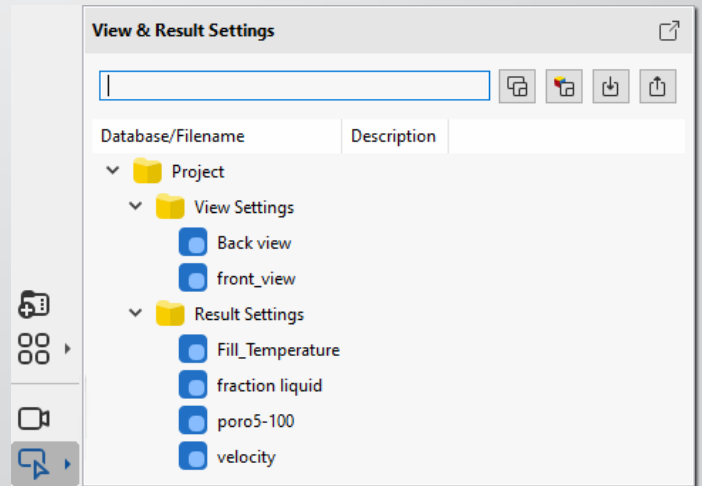 View & Result Settings
Database/Filename Description
Project
View Settings
Back view
front_view
Result Settings
Fill_Temperature
fraction liquid
poro5-100
velocity